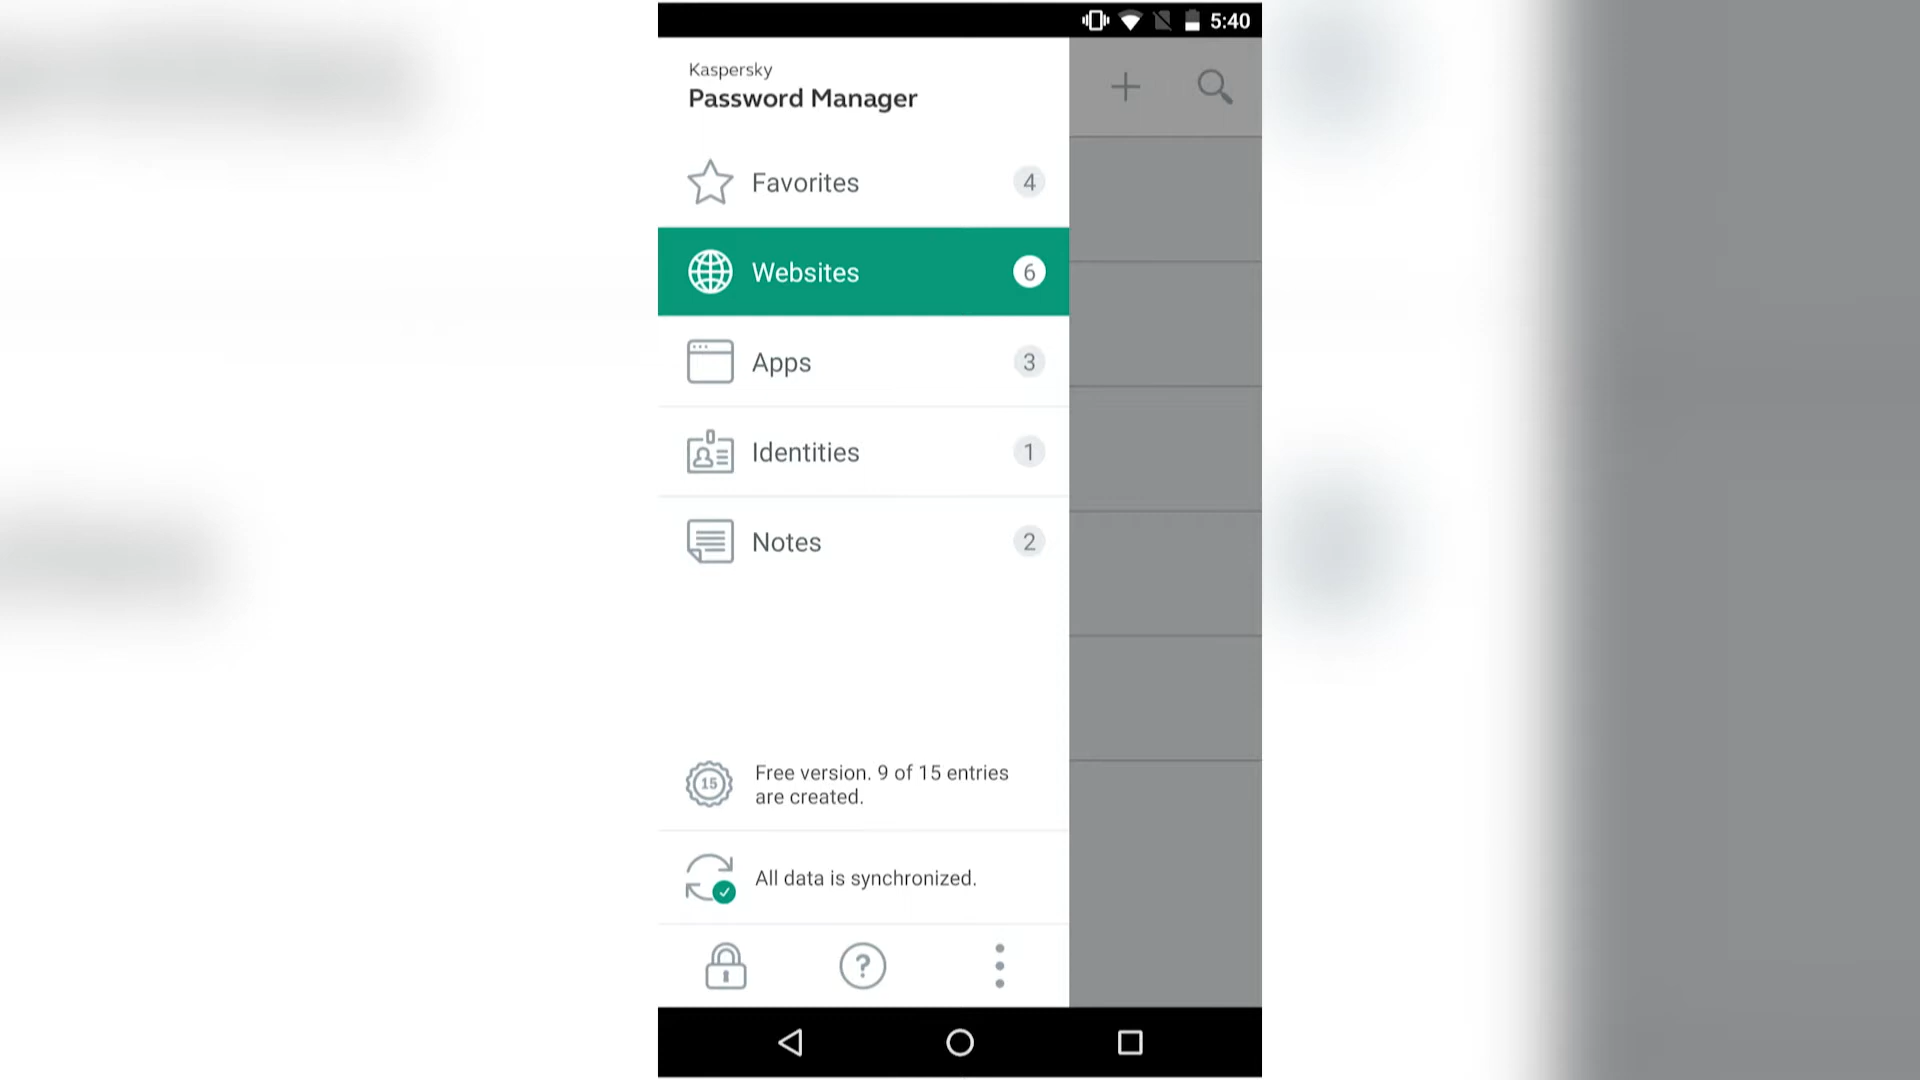 5:40
Kaspersky
Password Manager
Favorites 4
Websites 6
Apps 3
Identities 1
Notes 2
15
Free version. 9 of 15 entries
are created.
All data is synchronized.
?